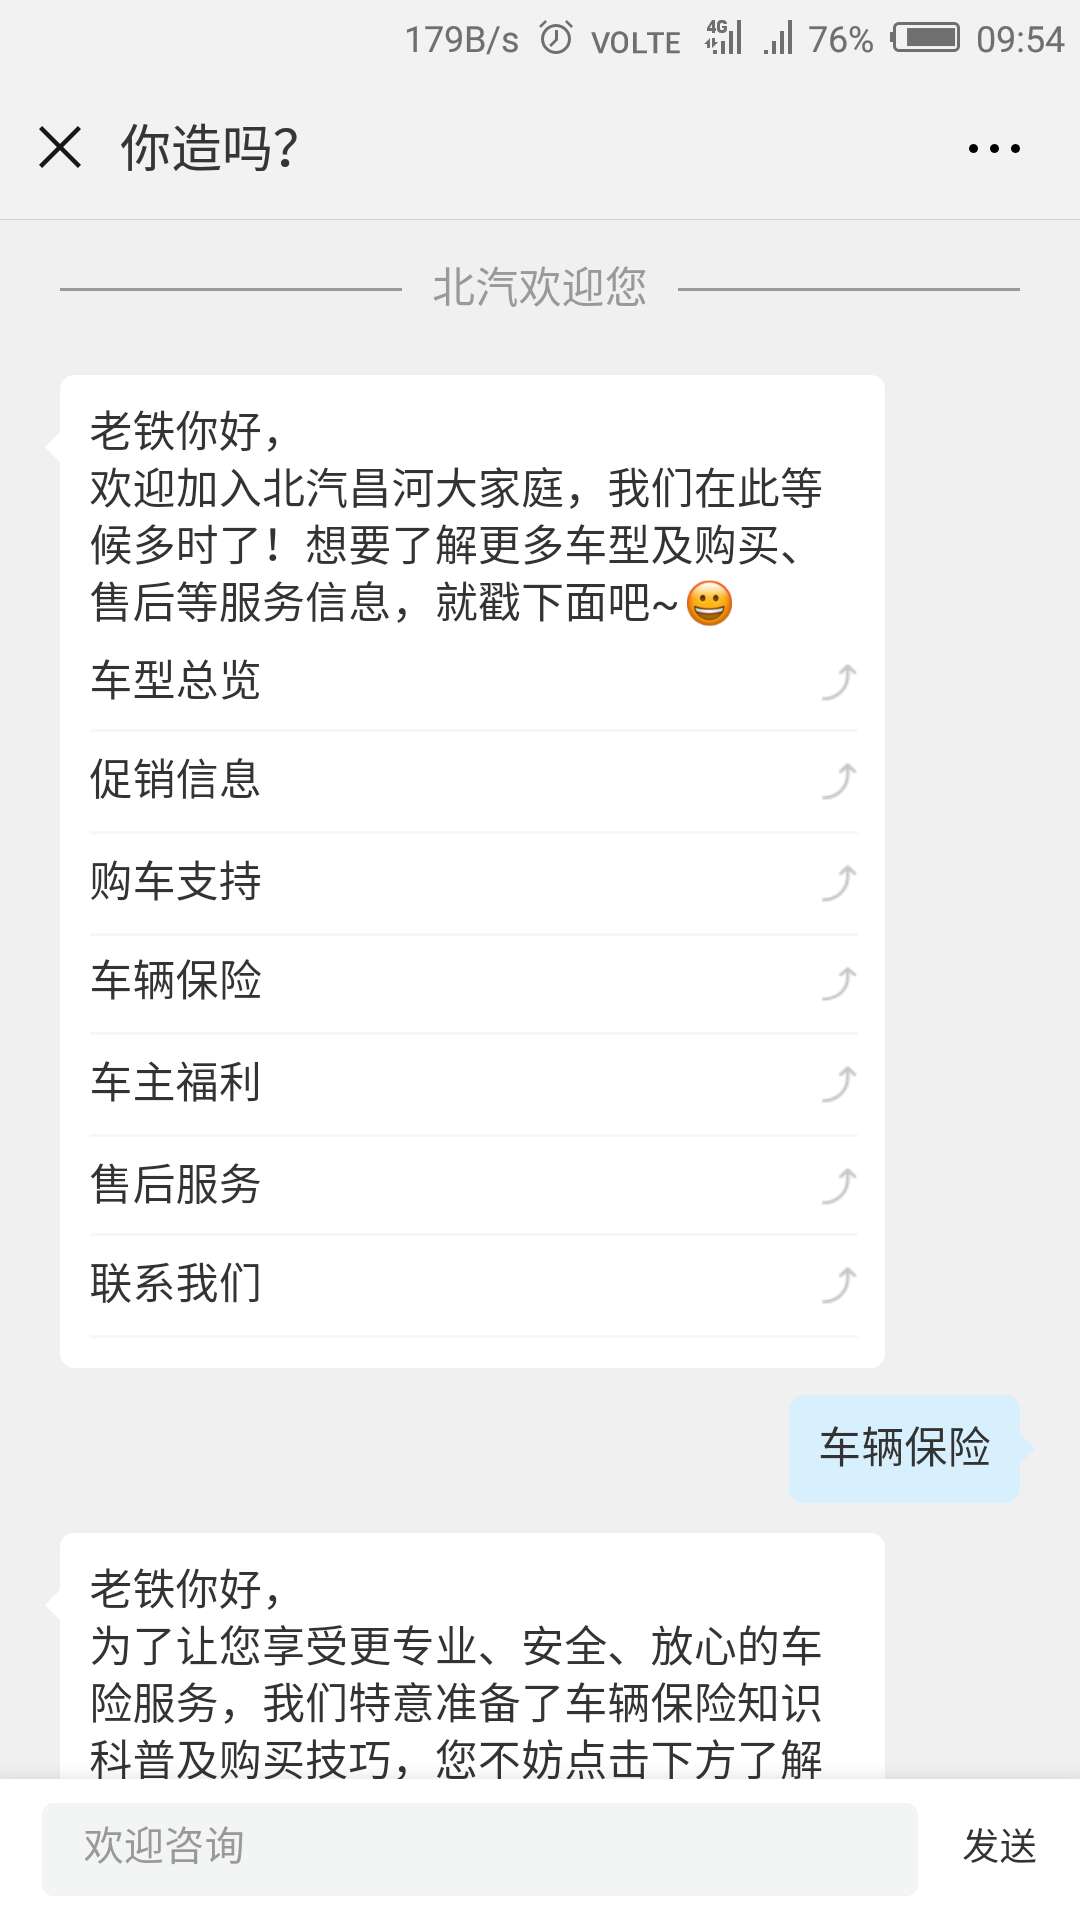 179B/s VOLTE 4G 76% 09:54
你造吗？
北汽欢迎您
老铁你好，
欢迎加入北汽昌河大家庭，我们在此等
候多时了！想要了解更多车型及购买、
售后等服务信息，就戳下面吧~😀
车型总览
促销信息
购车支持
车辆保险
车主福利
售后服务
联系我们
车辆保险
老铁你好，
为了让您享受更专业、安全、放心的车
险服务，我们特意准备了车辆保险知识
科普及购买技巧，您不妨点击下方了解
欢迎咨询
发送